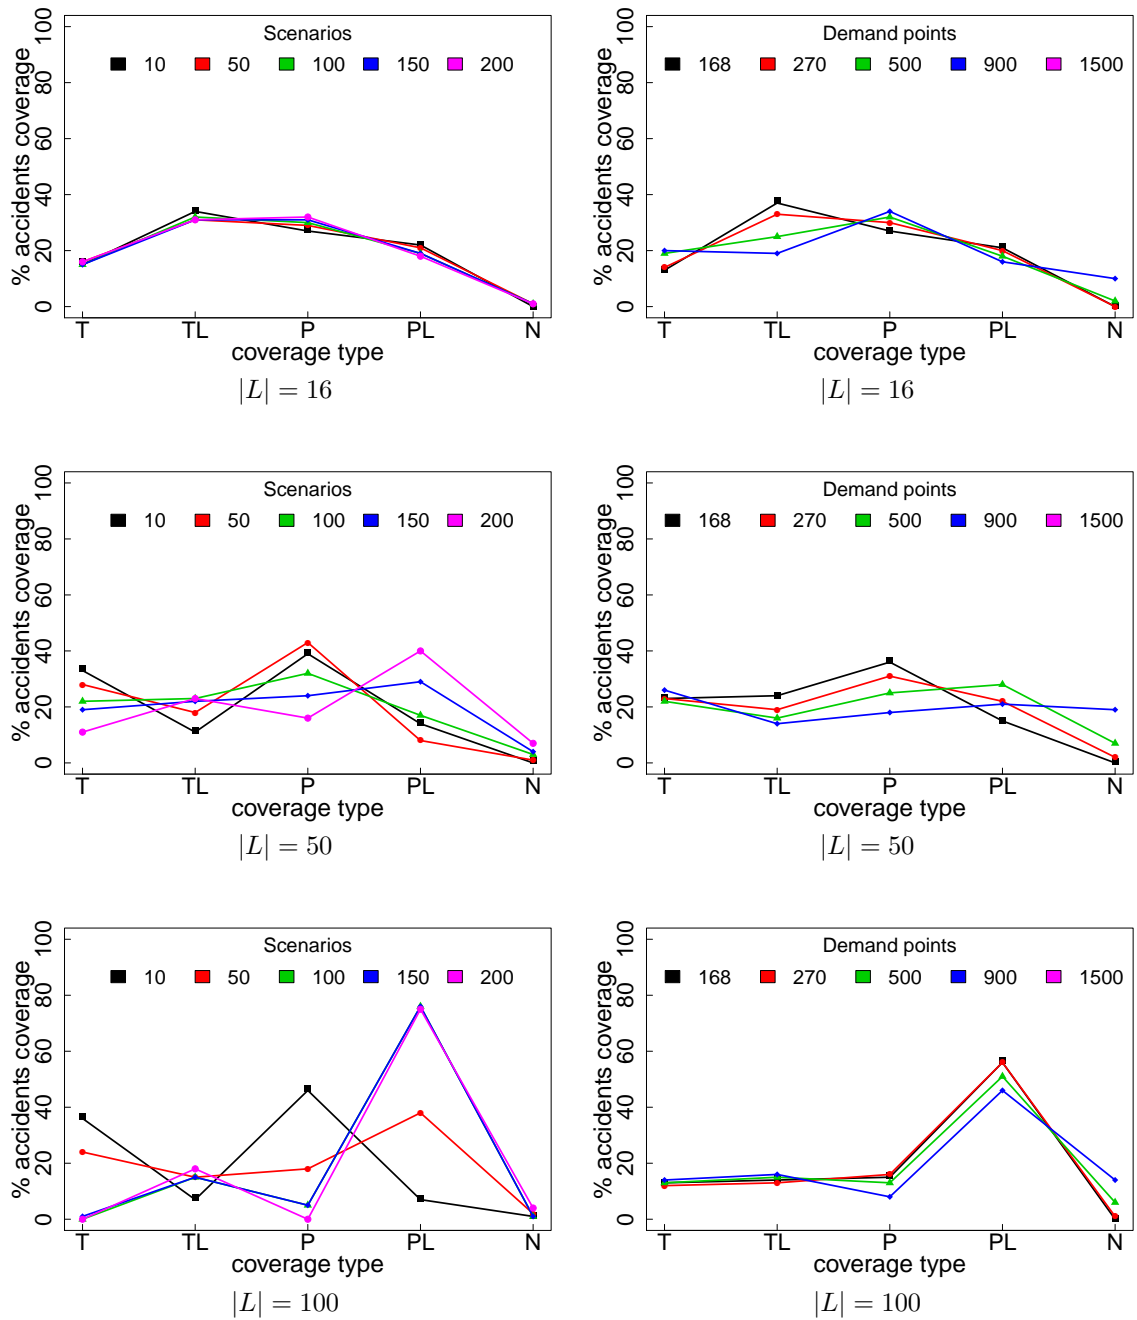 Scenarios
10 50 100 150 200
% accidents coverage
0 20 40 60 80 100
T TL P PL N
coverage type
|L| = 16
Demand points
168 270 500 900 1500
% accidents coverage
0 20 40 60 80 100
T TL P PL N
coverage type
|L| = 16
Scenarios
10 50 100 150 200
% accidents coverage
0 20 40 60 80 100
T TL P PL N
coverage type
|L| = 50
Demand points
168 270 500 900 1500
% accidents coverage
0 20 40 60 80 100
T TL P PL N
coverage type
|L| = 50
Scenarios
10 50 100 150 200
% accidents coverage
0 20 40 60 80 100
T TL P PL N
coverage type
|L| = 100
Demand points
168 270 500 900 1500
% accidents coverage
0 20 40 60 80 100
T TL P PL N
coverage type
|L| = 100